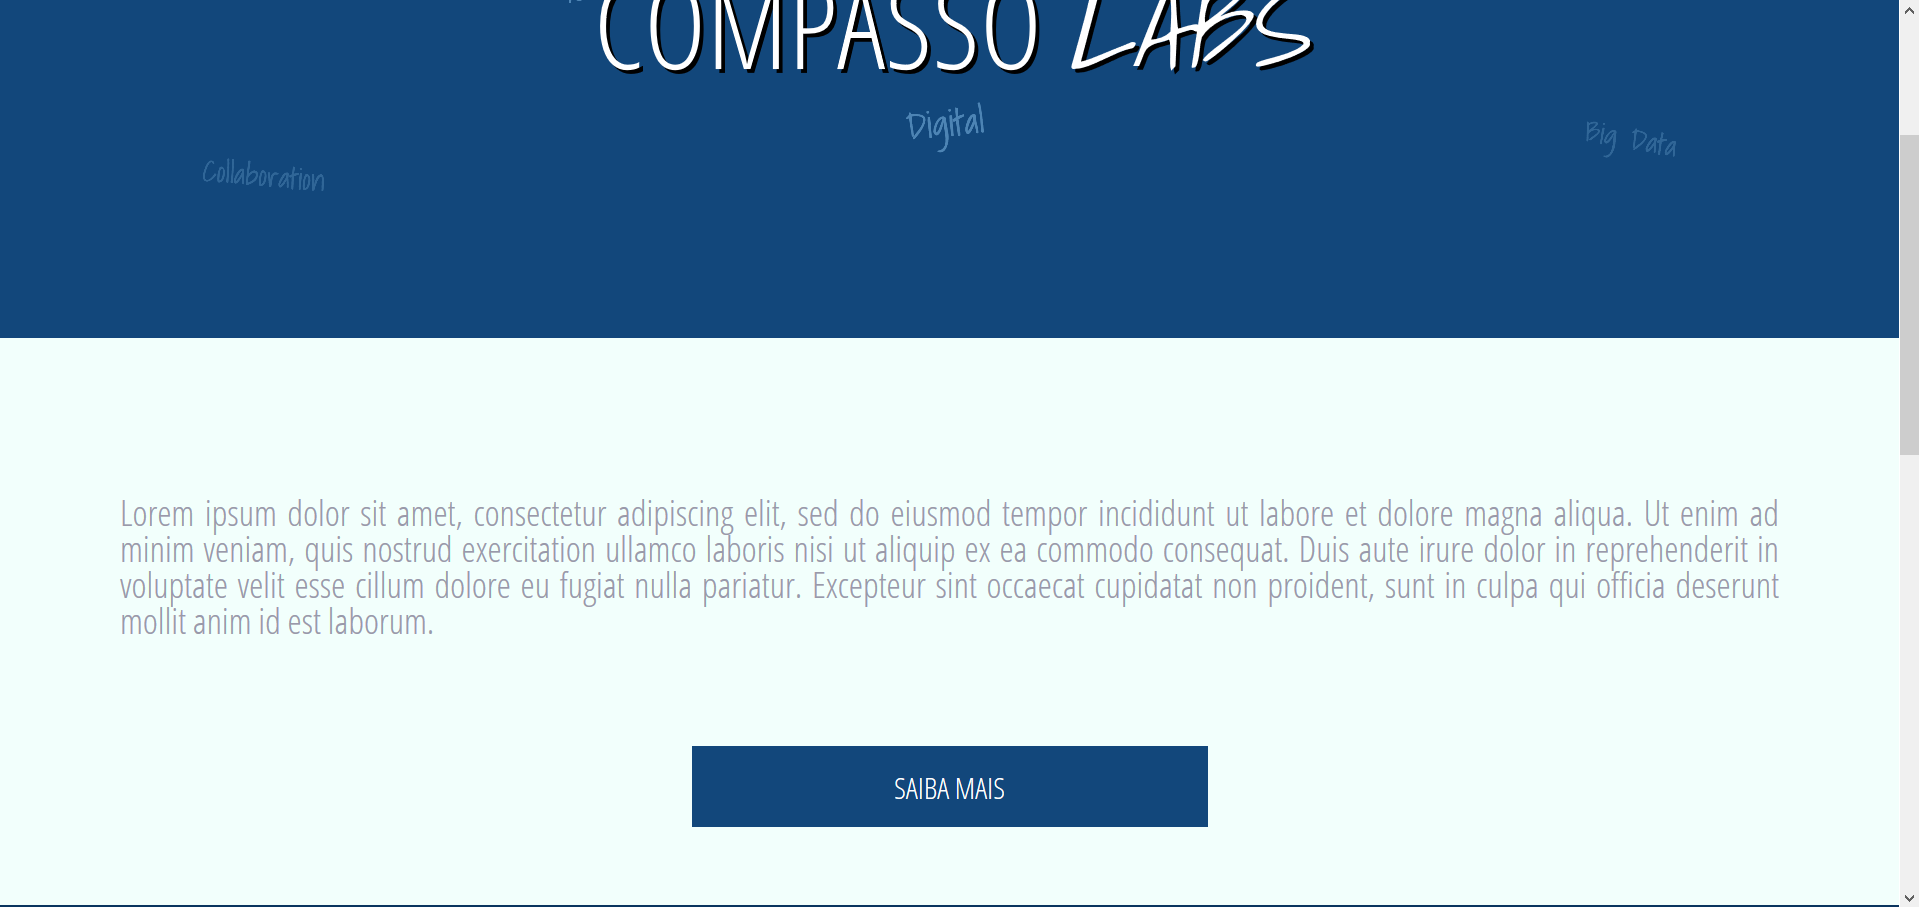 COMPASSO LABS
Digital
Big Data
Collaboration
Lorem ipsum dolor sit amet, consectetur adipiscing elit, sed do eiusmod tempor incididunt ut labore et dolore magna aliqua. Ut enim ad
minim veniam, quis nostrud exercitation ullamco laboris nisi ut aliquip ex ea commodo consequat. Duis aute irure dolor in reprehenderit in
voluptate velit esse cillum dolore eu fugiat nulla pariatur. Excepteur sint occaecat cupidatat non proident, sunt in culpa qui officia deserunt
mollit anim id est laborum.
SAIBA MAIS